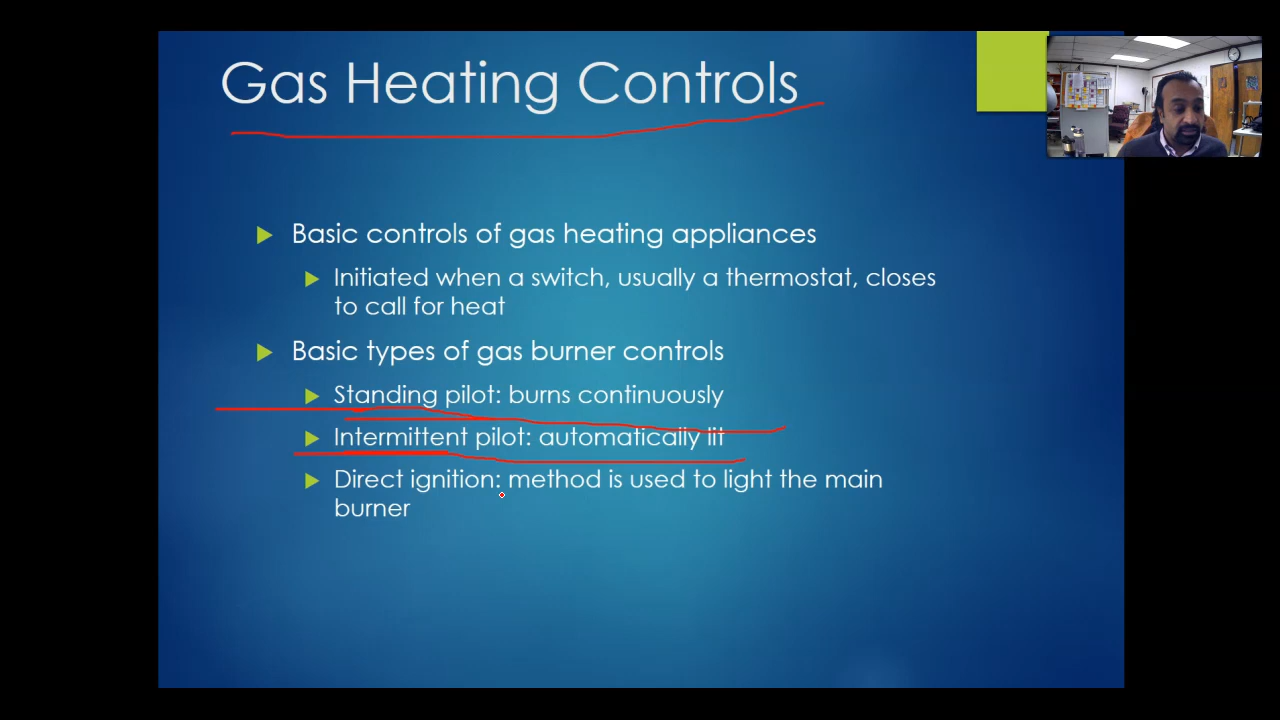 Gas Heating Controls
Basic controls of gas heating appliances
Initiated when a switch, usually a thermostat, closes
to call for heat
Basic types of gas burner controls
Standing pilot: burns continuously
Intermittent pilot: automatically lit
Direct ignition: method is used to light the main
burner